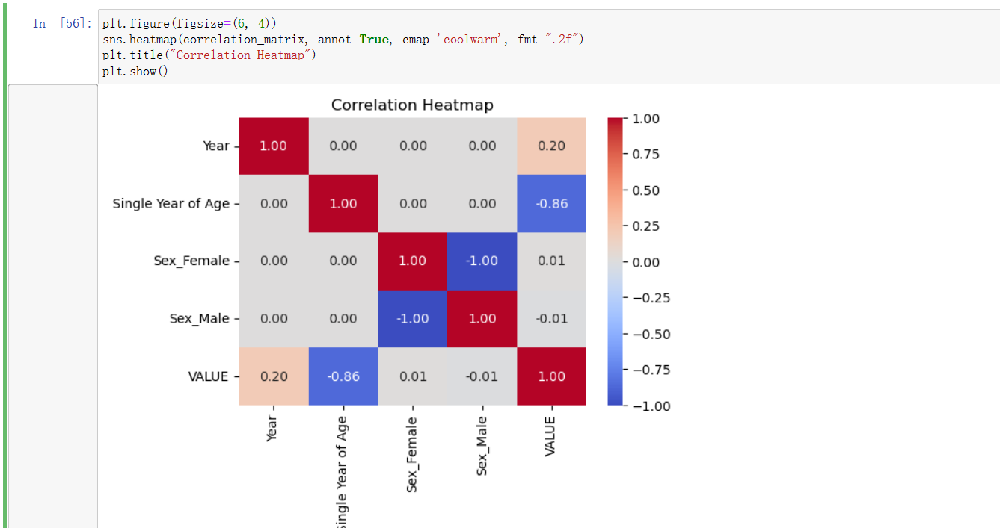 In [56]:
plt.figure(figsize=(6, 4))
sns.heatmap(correlation_matrix, annot=True, cmap='coolwarm', fmt=".2f")
plt.title("Correlation Heatmap")
plt.show()
Correlation Heatmap
Year 1.00 0.00 0.00 0.00 0.20
Single Year of Age 0.00 1.00 0.00 0.00 -0.86
Sex_Female 0.00 0.00 1.00 -1.00 0.01
Sex_Male 0.00 0.00 -1.00 1.00 -0.01
VALUE 0.20 -0.86 0.01 -0.01 1.00
Year
Single Year of Age
Sex_Female
Sex_Male
VALUE
1.00
0.75
0.50
0.25
0.00
−0.25
−0.50
−0.75
−1.00